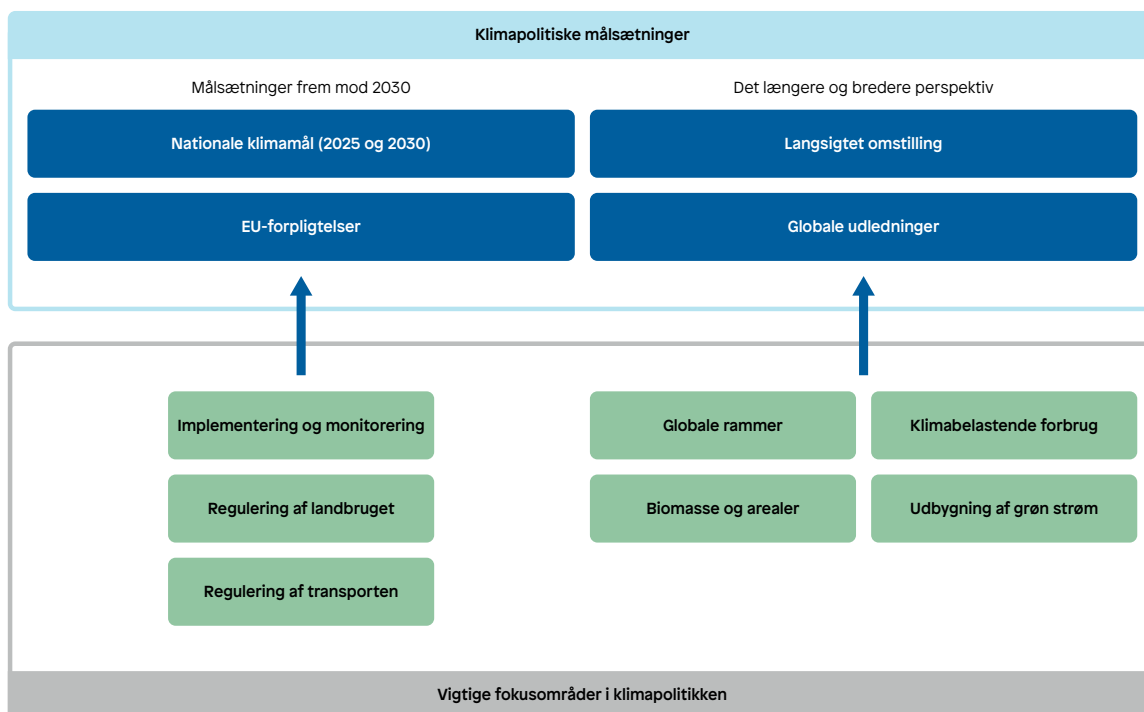 Klimapolitiske målsætninger
Målsætninger frem mod 2030
Det længere og bredere perspektiv
Nationale klimamål (2025 og 2030)
Langsigtet omstilling
EU-forpligtelser
Globale udledninger
Implementering og monitorering
Globale rammer
Klimabelastende forbrug
Regulering af landbruget
Biomasse og arealer
Udbygning af grøn strøm
Regulering af transporten
Vigtige fokusområder i klimapolitikken